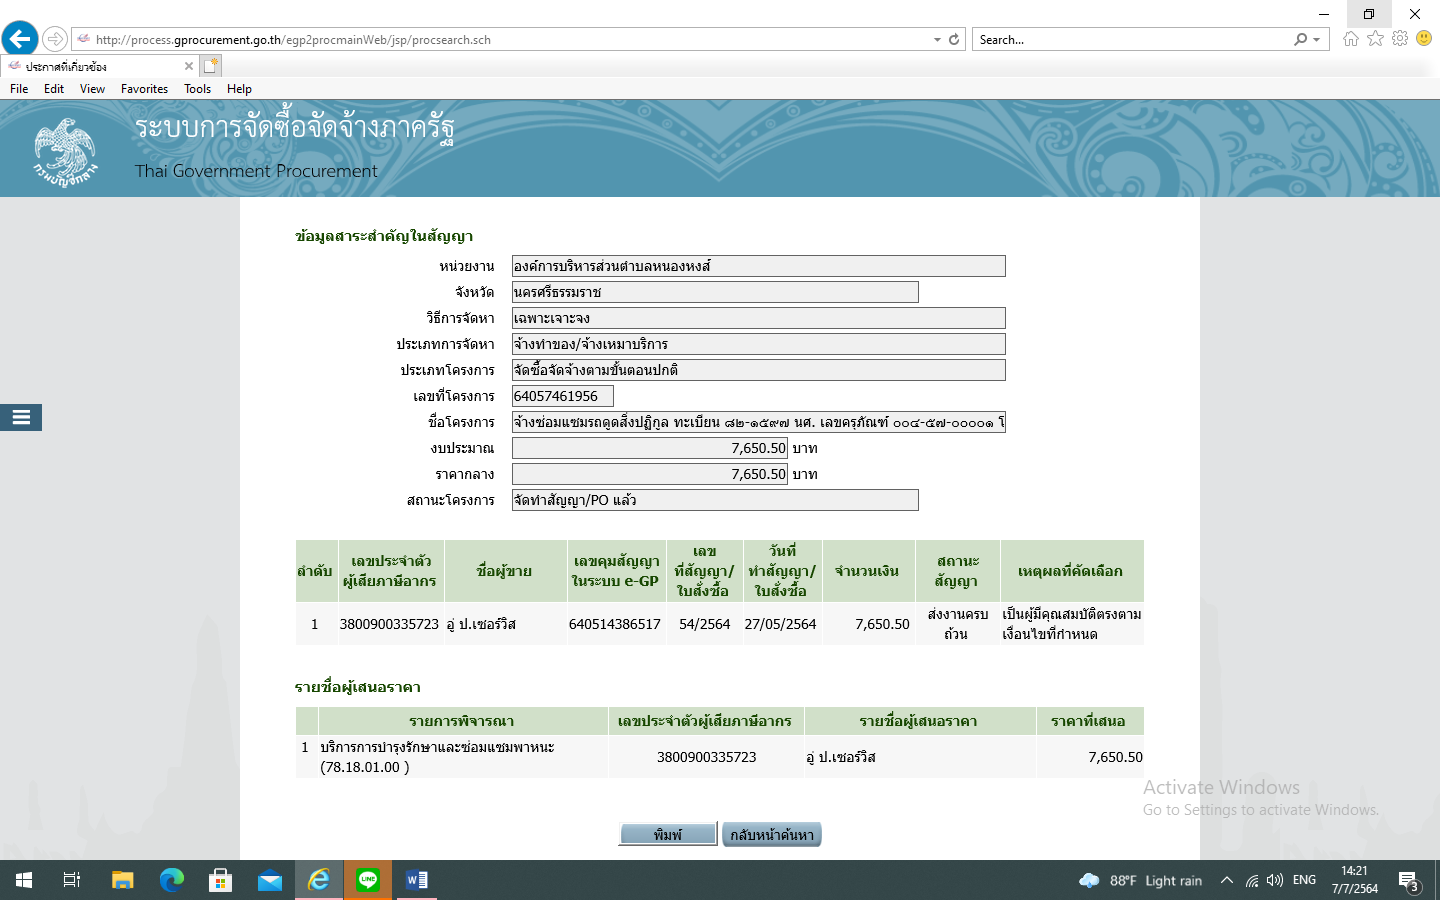 http://process.gprocurement.go.th/egp2procmainWeb/jsp/procsearch.sch
Search...
ประกาศที่เกี่ยวข้อง
File Edit View Favorites Tools Help
ระบบการจัดซื้อจัดจ้างภาครัฐ
Thai Government Procurement
กรมบัญชีกลาง
ข้อมูลสาระสำคัญในสัญญา
หน่วยงาน องค์การบริหารส่วนตำบลหนองหงส์
จังหวัด นครศรีธรรมราช
วิธีการจัดหา เฉพาะเจาะจง
ประเภทการจัดหา จ้างทำของ/จ้างเหมาบริการ
ประเภทโครงการ จัดซื้อจัดจ้างตามขั้นตอนปกติ
เลขที่โครงการ 64057461956
ชื่อโครงการ จ้างซ่อมแซมรถดูดสิ่งปฏิกูล ทะเบียน ๘๒-๑๕๙๗ นศ. เลขครุภัณฑ์ ๐๐๔-๕๗-๐๐๐๐๑ โ
งบประมาณ 7,650.50 บาท
ราคากลาง 7,650.50 บาท
สถานะโครงการ จัดทำสัญญา/PO แล้ว
ลำดับ เลขประจำตัวผู้เสียภาษีอากร ชื่อผู้ขาย เลขคุมสัญญาในระบบ e-GP เลขที่สัญญา/ใบสั่งซื้อ วันที่ทำสัญญา/ใบสั่งซื้อ จำนวนเงิน สถานะสัญญา เหตุผลที่คัดเลือก
1 3800900335723 อู่ ป.เซอร์วิส 640514386517 54/2564 27/05/2564 7,650.50 ส่งงานครบถ้วน เป็นผู้มีคุณสมบัติตรงตามเงื่อนไขที่กำหนด
รายชื่อผู้เสนอราคา
รายการพิจารณา เลขประจำตัวผู้เสียภาษีอากร รายชื่อผู้เสนอราคา ราคาที่เสนอ
1 บริการการบำรุงรักษาและซ่อมแซมพาหนะ (78.18.01.00 ) 3800900335723 อู่ ป.เซอร์วิส 7,650.50
Activate Windows
Go to Settings to activate Windows.
พิมพ์ กลับหน้าค้นหา
LINE
88°F Light rain ENG
14:21
7/7/2564
3